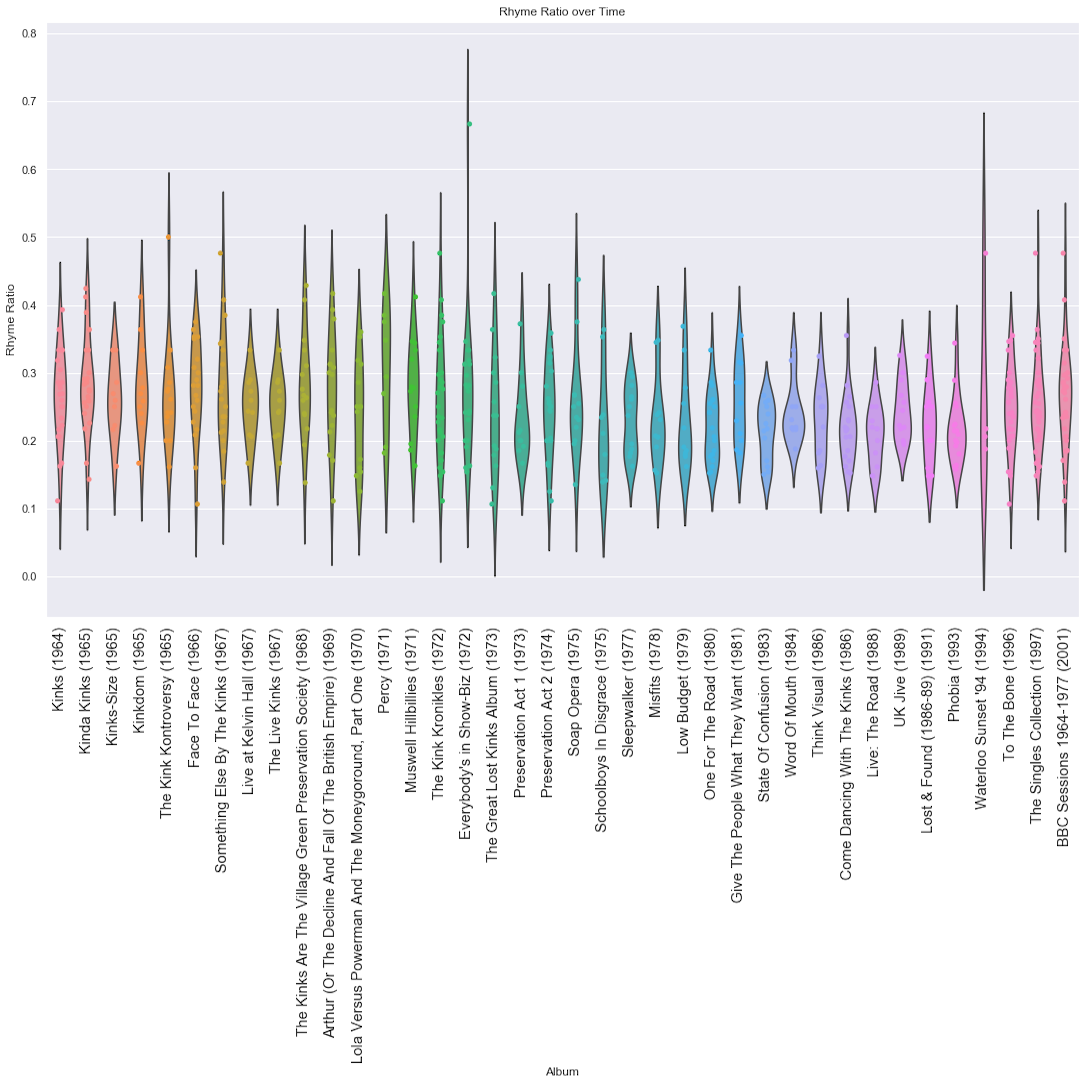 Rhyme Ratio over Time
0.8
0.7
0.6
0.5
0.4
0.3
0.2
0.1
0.0
Rhyme Ratio
Kinks (1964)
Kinda Kinks (1965)
Kinks-Size (1965)
Kinkdom (1965)
The Kink Kontroversy (1965)
Face To Face (1966)
Something Else By The Kinks (1967)
Live at Kelvin Hall (1967)
The Live Kinks (1967)
The Kinks Are The Village Green Preservation Society (1968)
Arthur (Or The Decline And Fall Of The British Empire) (1969)
Lola Versus Powerman And The Moneyground, Part One (1970)
Percy (1971)
Muswell Hillbillies (1971)
The Kink Kronikles (1972)
Everybody's in Show-Biz (1972)
The Great Lost Kinks Album (1973)
Preservation Act 1 (1973)
Preservation Act 2 (1974)
Soap Opera (1975)
Schoolboys In Disgrace (1975)
Sleepwalker (1977)
Misfits (1978)
Low Budget (1979)
One For The Road (1980)
Give The People What They Want (1981)
State Of Confusion (1983)
Word Of Mouth (1984)
Think Visual (1986)
Come Dancing With The Kinks (1986)
Live: The Road (1988)
UK Jive (1989)
Lost & Found (1986-89) (1991)
Phobia (1993)
Waterloo Sunset '94 (1994)
To The Bone (1996)
The Singles Collection (1997)
BBC Sessions 1964-1977 (2001)
Album